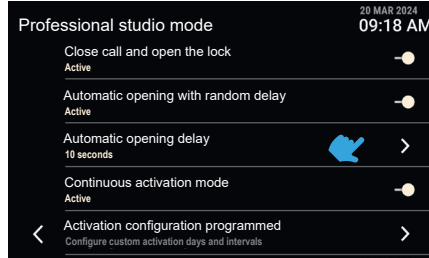 20 MAR 2024
Professional studio mode
09:18 AM
Close call and open the lock
Active
Automatic opening with random delay
Active
Automatic opening delay
10 seconds
Continuous activation mode
Active
Activation configuration programmed
Configure custom activation days and intervals